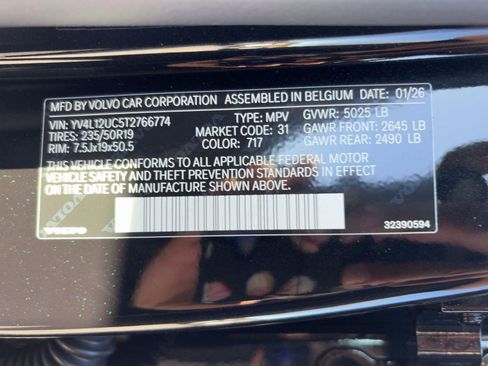 MFD BY VOLVO CAR CORPORATION ASSEMBLED IN BELGIUM DATE: 01/26
VIN: YV4L12UC5T2766774 TYPE: MPV GVWR: 5025 LB
TIRES: 235/50R19 MARKET CODE: 31 GAWR FRONT: 2645 LB
RIM: 7.5Jx19x50.5 COLOR: 717 GAWR REAR: 2490 LB
THIS VEHICLE CONFORMS TO ALL APPLICABLE FEDERAL MOTOR
VEHICLE SAFETY AND THEFT PREVENTION STANDARDS IN EFFECT
ON THE DATE OF MANUFACTURE SHOWN ABOVE.
VOLVO 32390594